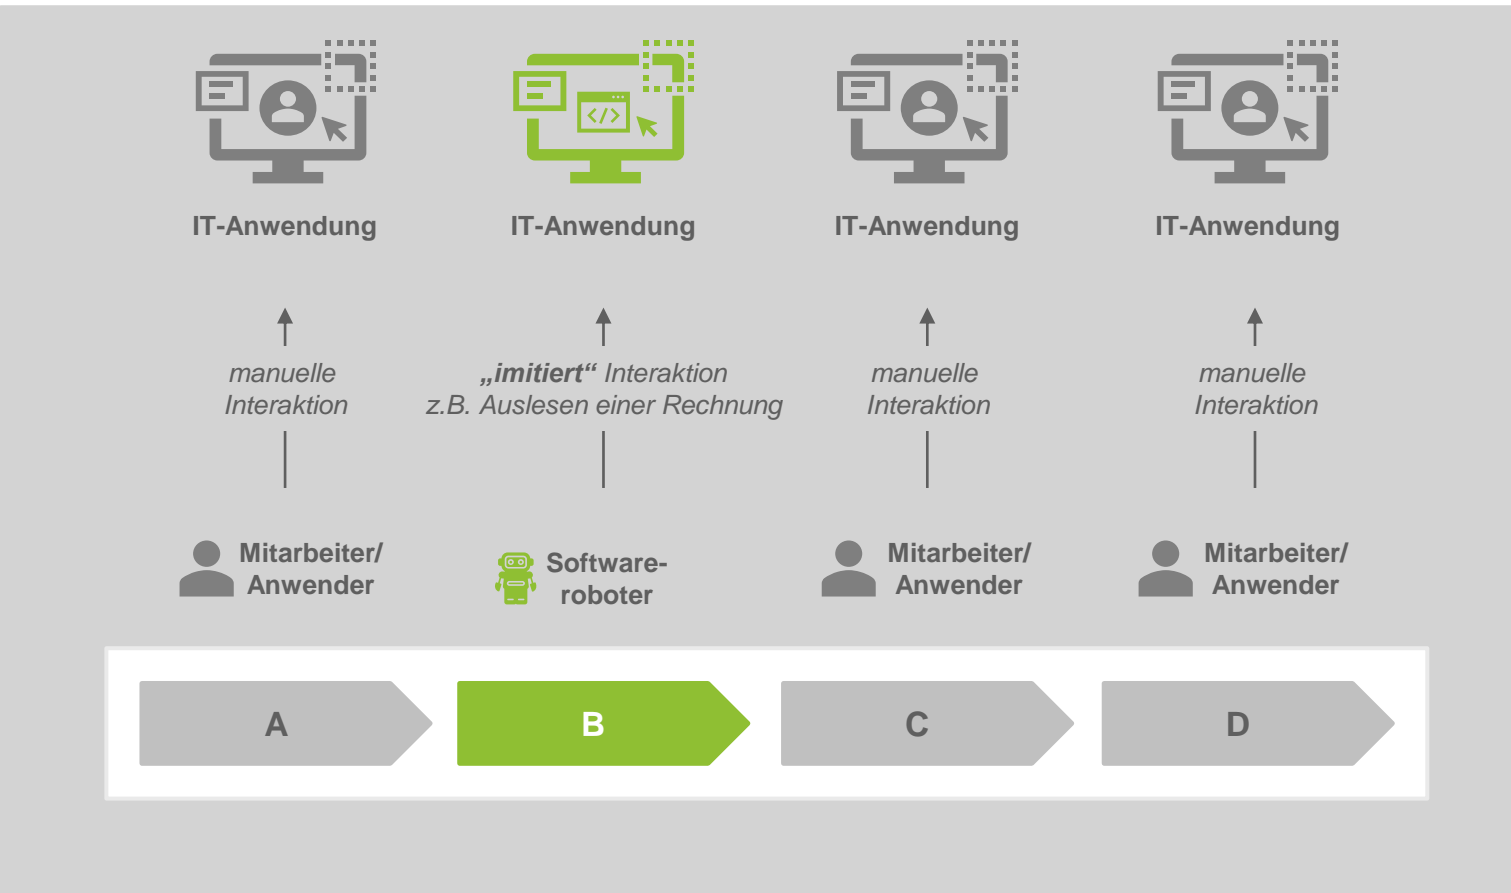 IT-Anwendung
IT-Anwendung
IT-Anwendung
IT-Anwendung
manuelle
Interaktion
„imitiert“ Interaktion
z.B. Auslesen einer Rechnung
manuelle
Interaktion
manuelle
Interaktion
Mitarbeiter/
Anwender
Software-
roboter
Mitarbeiter/
Anwender
Mitarbeiter/
Anwender
A
B
C
D